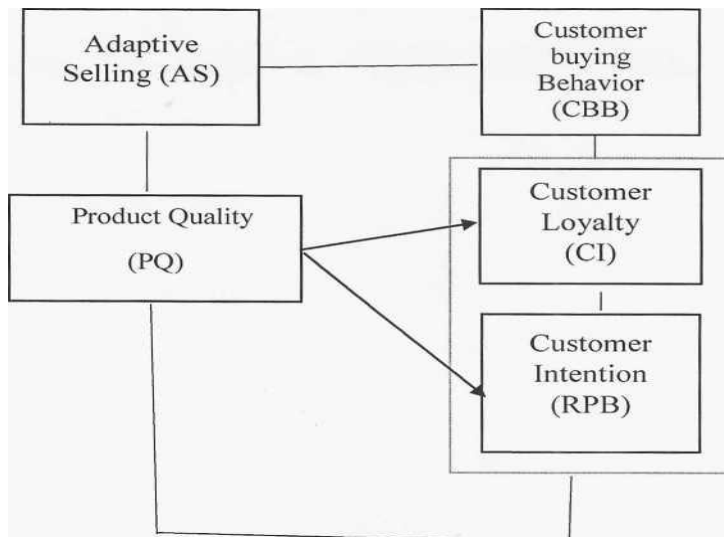 Adaptive
Selling (AS)
Customer
buying
Behavior
(CBB)
Product Quality
(PQ)
Customer
Loyalty
(CI)
Customer
Intention
(RPB)